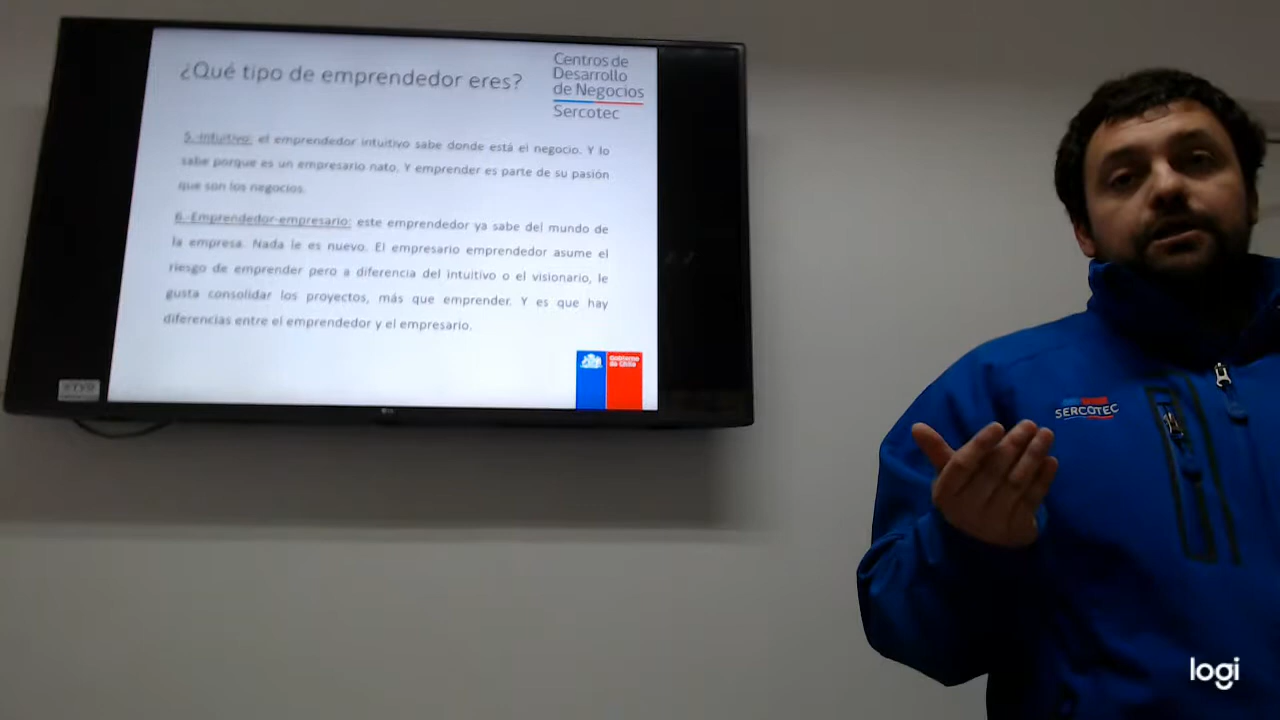 ¿Qué tipo de emprendedor eres?
Centros de
Desarrollo
de Negocios
Sercotec
5. Intuitivo: el emprendedor intuitivo sabe donde está el negocio. Y lo
sabe porque es un empresario nato. Y emprender es parte de su pasión
que son los negocios.
6. Emprendedor-empresario: este emprendedor ya sabe del mundo de
la empresa. Nada le es nuevo. El empresario emprendedor asume el
riesgo de emprender pero a diferencia del intuitivo o el visionario, le
gusta consolidar los proyectos, más que emprender. Y es que hay
diferencias entre el emprendedor y el empresario.
Gobierno
de Chile
LG
SERCOTEC
logi